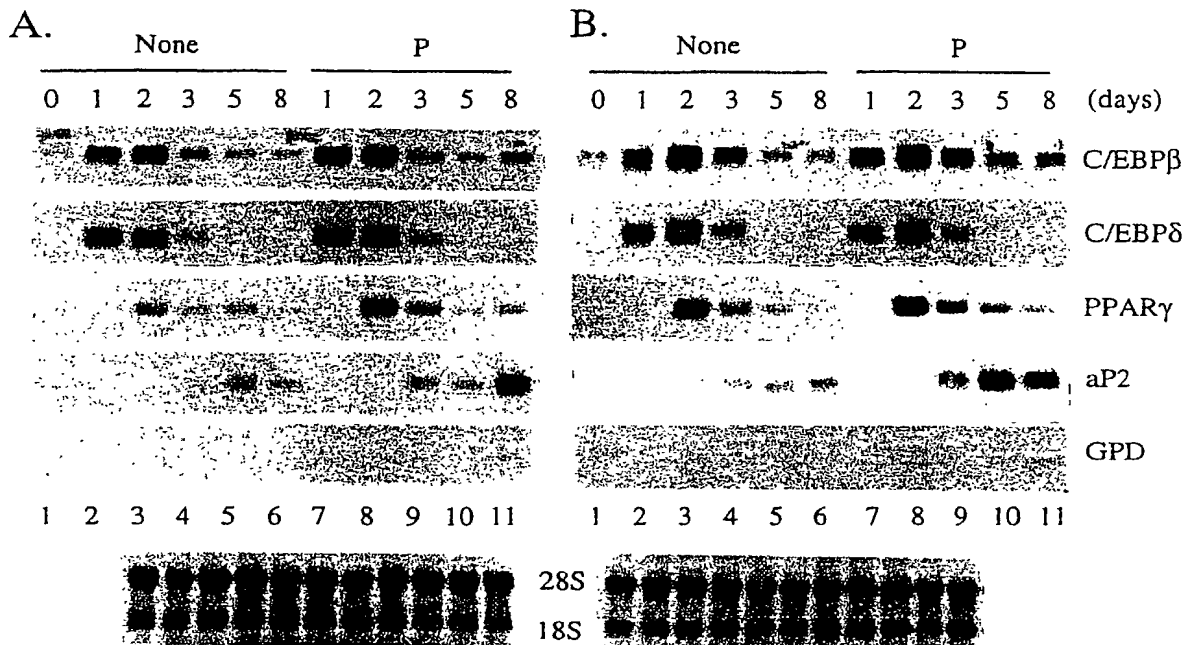 A.
None P
0 1 2 3 5 8 1 2 3 5 8
B.
None P
0 1 2 3 5 8 1 2 3 5 8 (days)
C/EBPβ
C/EBPδ
PPARγ
aP2
GPD
1 2 3 4 5 6 7 8 9 10 11
1 2 3 4 5 6 7 8 9 10 11
28S
18S